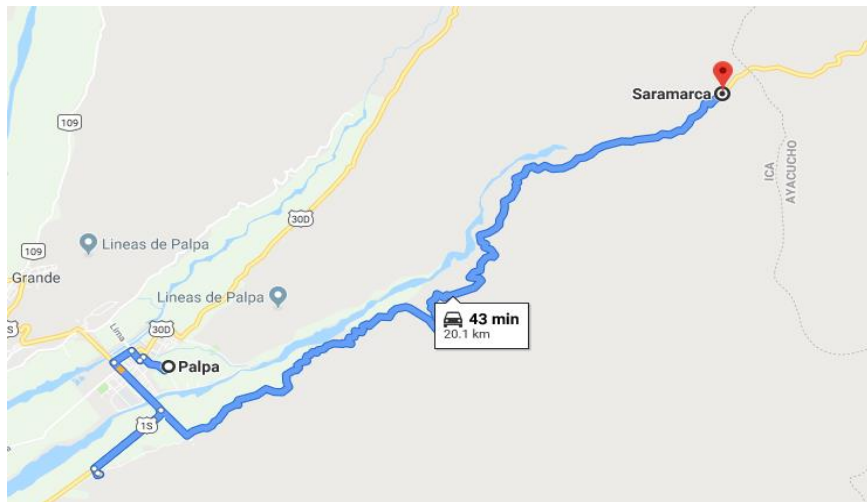 Saramarca
109
ICA
AYACUCHO
30D
109
Lineas de Palpa
Grande
Lineas de Palpa
S
Lima
30D
43 min
20.1 km
Palpa
1S